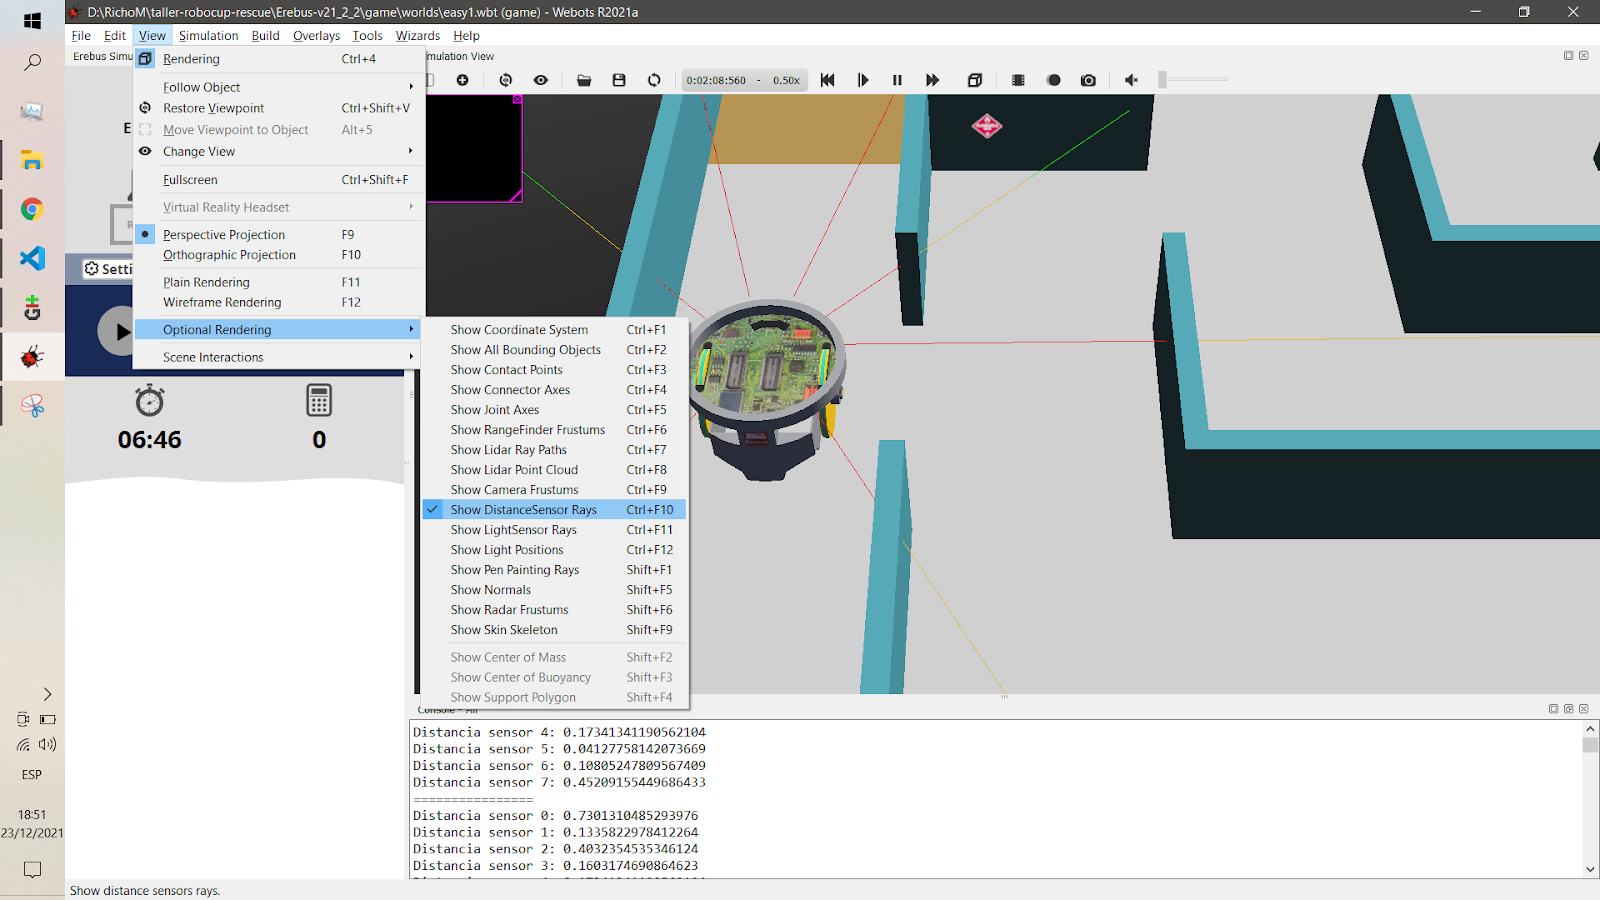 D:\RichoM\taller-robocup-rescue\Erebus-v21_2_2\game\worlds\easy1.wbt (game) - Webots R2021a
File Edit View Simulation Build Overlays Tools Wizards Help
Erebus Simu
mulation View
Rendering Ctrl+4
Follow Object
Restore Viewpoint Ctrl+Shift+V
Move Viewpoint to Object Alt+5
Change View
Fullscreen Ctrl+Shift+F
Virtual Reality Headset
Perspective Projection F9
Orthographic Projection F10
Plain Rendering F11
Wireframe Rendering F12
Optional Rendering
Scene Interactions
0:02:08:560 - 0.50x
E
Setti
06:46
0
Show Coordinate System Ctrl+F1
Show All Bounding Objects Ctrl+F2
Show Contact Points Ctrl+F3
Show Connector Axes Ctrl+F4
Show Joint Axes Ctrl+F5
Show RangeFinder Frustums Ctrl+F6
Show Lidar Ray Paths Ctrl+F7
Show Lidar Point Cloud Ctrl+F8
Show Camera Frustums Ctrl+F9
Show DistanceSensor Rays Ctrl+F10
Show LightSensor Rays Ctrl+F11
Show Light Positions Ctrl+F12
Show Pen Painting Rays Shift+F1
Show Normals Shift+F5
Show Radar Frustums Shift+F6
Show Skin Skeleton Shift+F9
Show Center of Mass Shift+F2
Show Center of Buoyancy Shift+F3
Show Support Polygon Shift+F4
Console - All
Distancia sensor 4: 0.17341341190562104
Distancia sensor 5: 0.04127758142073669
Distancia sensor 6: 0.10805247809567409
Distancia sensor 7: 0.45209155449686433
================
Distancia sensor 0: 0.7301310485293976
Distancia sensor 1: 0.1335822978412264
Distancia sensor 2: 0.4032354535346124
Distancia sensor 3: 0.1603174690864623
ESP
18:51
23/12/2021
Show distance sensors rays.